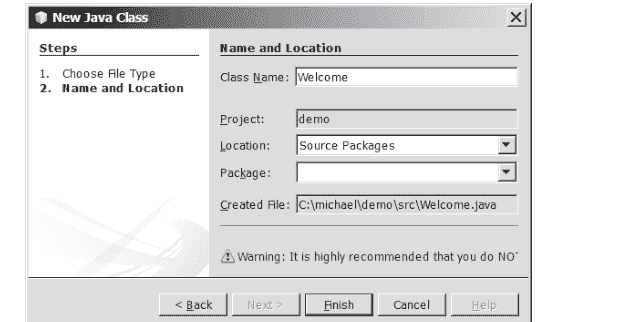 New Java Class
Steps
1. Choose File Type
2. Name and Location
Name and Location
Class Name: Welcome
Project: demo
Location: Source Packages
Package:
Created File: C:\michael\demo\src\Welcome.java
Warning: It is highly recommended that you do NO
< Back Next > Finish Cancel Help